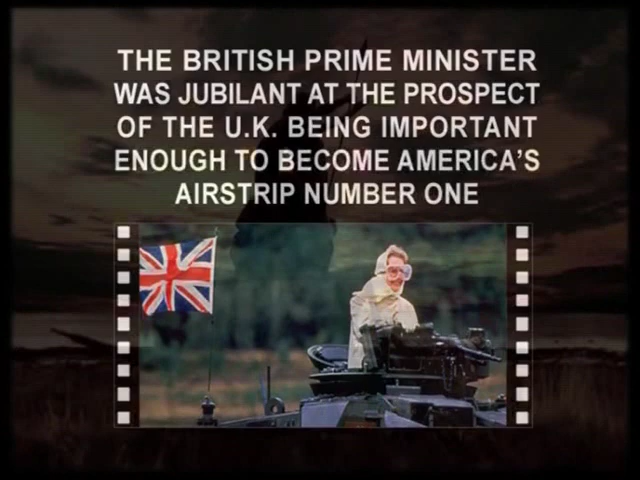 THE BRITISH PRIME MINISTER
WAS JUBILANT AT THE PROSPECT
OF THE U.K. BEING IMPORTANT
ENOUGH TO BECOME AMERICA'S
AIRSTRIP NUMBER ONE